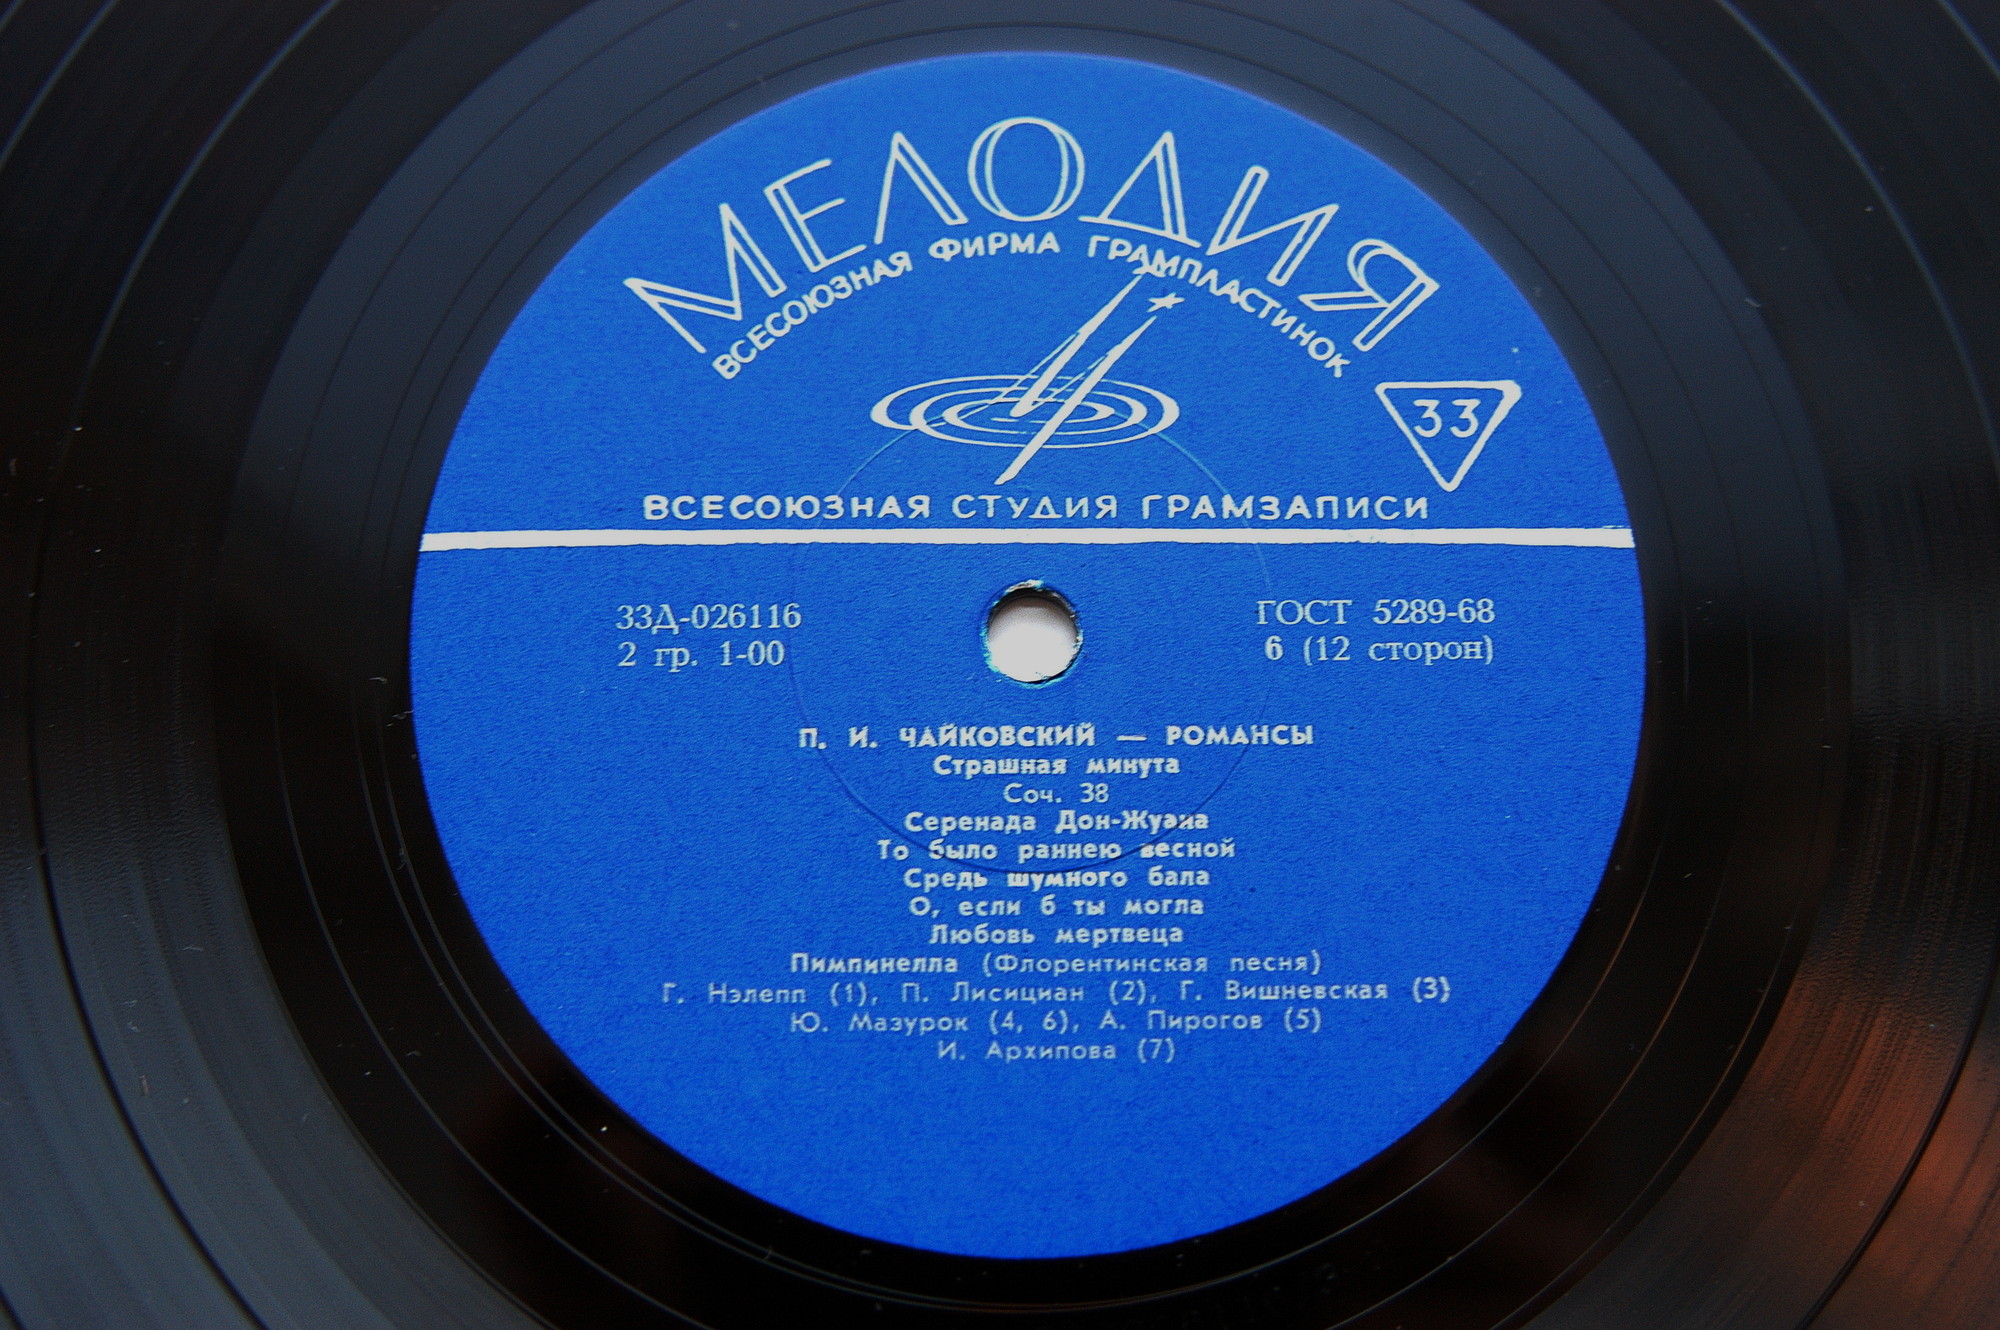 МЕЛОДИЯ
ВСЕСОЮЗНАЯ ФИРМА ГРАМПЛАСТИНОК
33
ВСЕСОЮЗНАЯ СТУДИЯ ГРАМЗАПИСИ
33Д-026116
2 гр. 1-00
ГОСТ 5289-68
6 (12 сторон)
П. И. ЧАЙКОВСКИЙ — РОМАНСЫ
Страшная минута
Соч. 38
Серенада Дон-Жуана
То было раннею весной
Средь шумного бала
О, если б ты могла
Любовь мертвеца
Пимпинелла (Флорентинская песня)
Г. Нэлепп (1), П. Лисициан (2), Г. Вишневская (3)
Ю. Мазурок (4, 6), А. Пирогов (5)
И. Архипова (7)